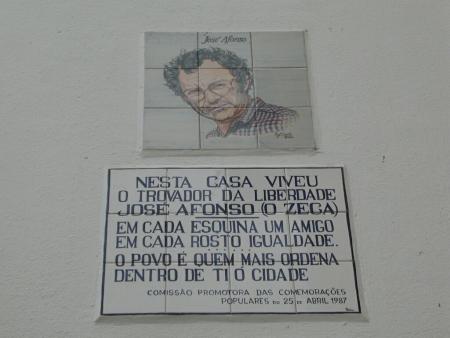 José Afonso
NESTA CASA VIVEU
O TROVADOR DA LIBERDADE
JOSÉ AFONSO (O ZECA)
EM CADA ESQUINA UM AMIGO
EM CADA ROSTO IGUALDADE.
......
O POVO É QUEM MAIS ORDENA
DENTRO DE TI O CIDADE
COMISSÃO PROMOTORA DAS COMEMORAÇÕES
POPULARES DO 25 DE ABRIL 1987